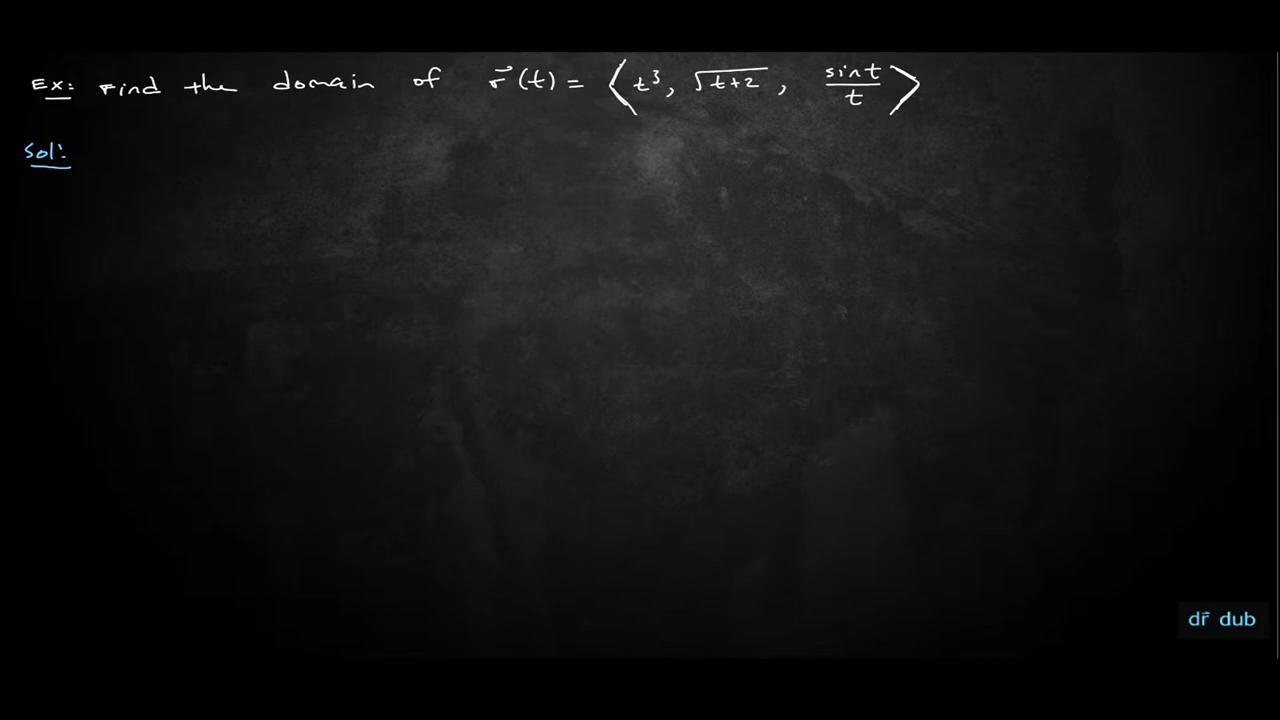 Ex: Find the domain of r⃗(t) = ⟨t³, √(t+2), sin t / t⟩
Sol:
dr⃗ dub